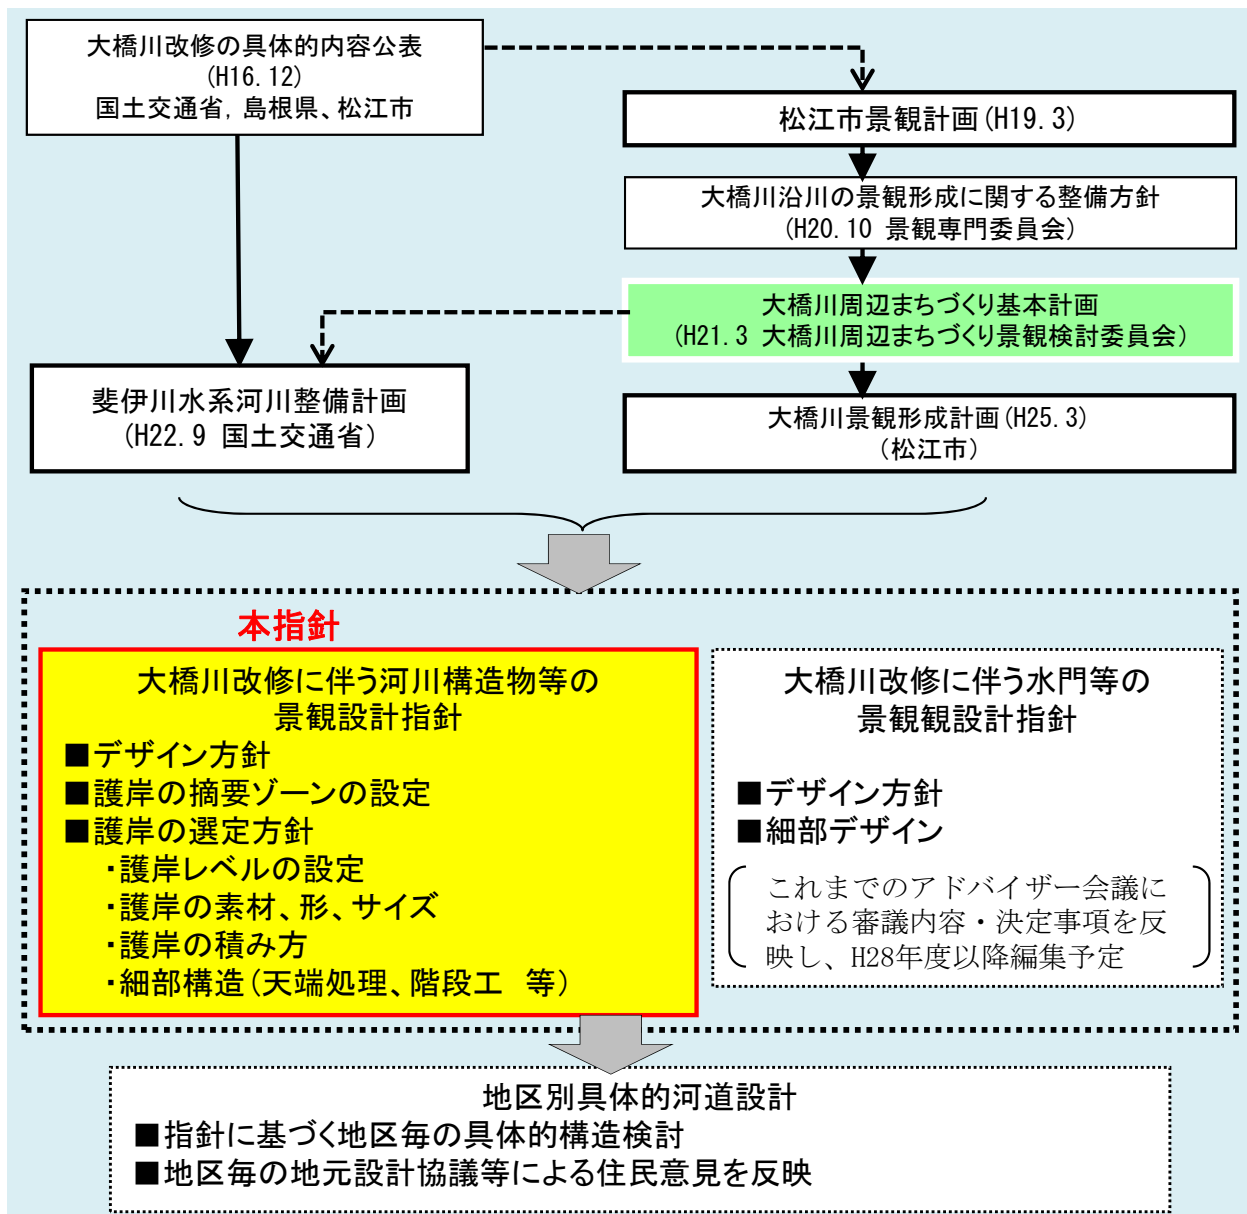 大橋川改修の具体的内容公表
(H16.12)
国土交通省, 島根県、松江市
松江市景観計画(H19.3)
大橋川沿川の景観形成に関する整備方針
(H20.10 景観専門委員会)
大橋川周辺まちづくり基本計画
(H21.3 大橋川周辺まちづくり景観検討委員会)
斐伊川水系河川整備計画
(H22.9 国土交通省)
大橋川景観形成計画(H25.3)
(松江市)
本指針
大橋川改修に伴う河川構造物等の
景観設計指針
■デザイン方針
■護岸の摘要ゾーンの設定
■護岸の選定方針
・護岸レベルの設定
・護岸の素材、形、サイズ
・護岸の積み方
・細部構造(天端処理、階段工 等)
大橋川改修に伴う水門等の
景観観設計指針
■デザイン方針
■細部デザイン
これまでのアドバイザー会議に
おける審議内容・決定事項を反
映し、H28年度以降編集予定
地区別具体的河道設計
■指針に基づく地区毎の具体的構造検討
■地区毎の地元設計協議等による住民意見を反映